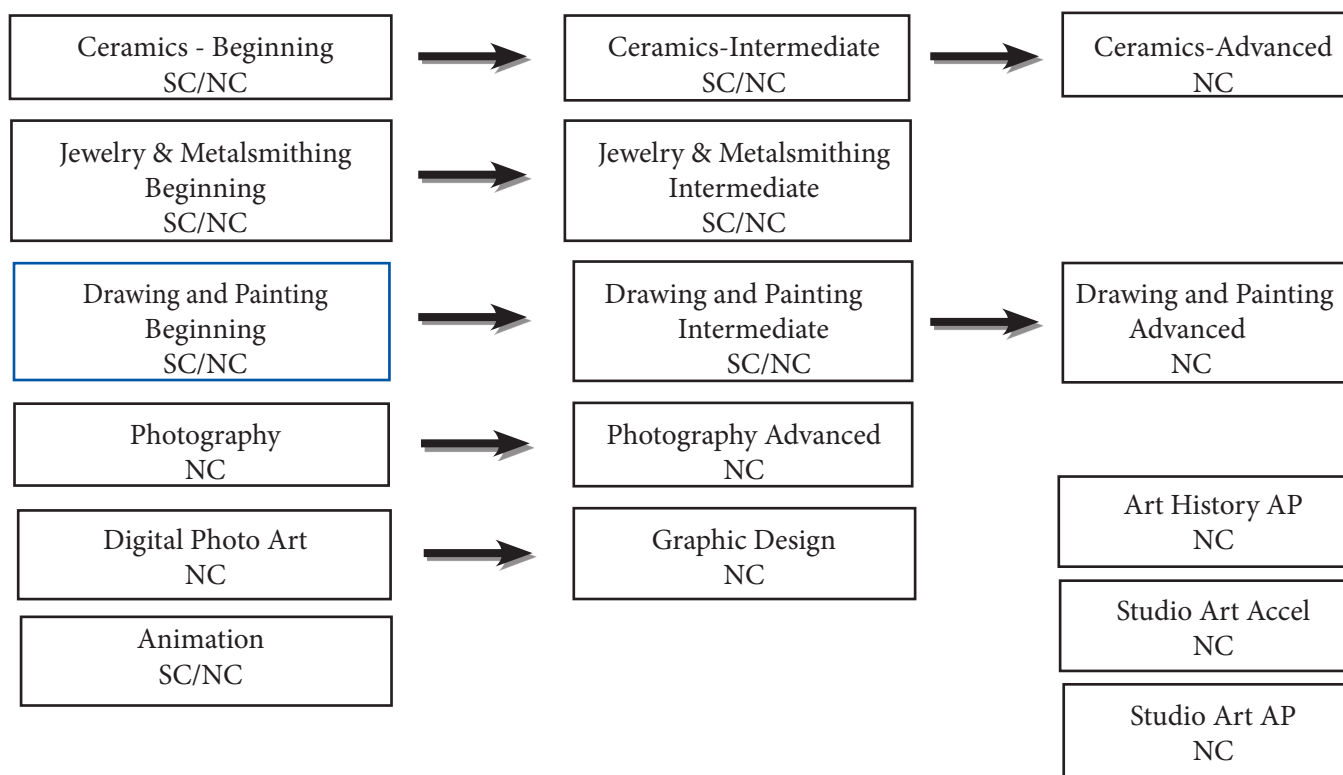 Ceramics - Beginning
SC/NC
Ceramics-Intermediate
SC/NC
Ceramics-Advanced
NC
Jewelry & Metalsmithing
Beginning
SC/NC
Jewelry & Metalsmithing
Intermediate
SC/NC
Drawing and Painting
Beginning
SC/NC
Drawing and Painting
Intermediate
SC/NC
Drawing and Painting
Advanced
NC
Photography
NC
Photography Advanced
NC
Digital Photo Art
NC
Graphic Design
NC
Animation
SC/NC
Art History AP
NC
Studio Art Accel
NC
Studio Art AP
NC